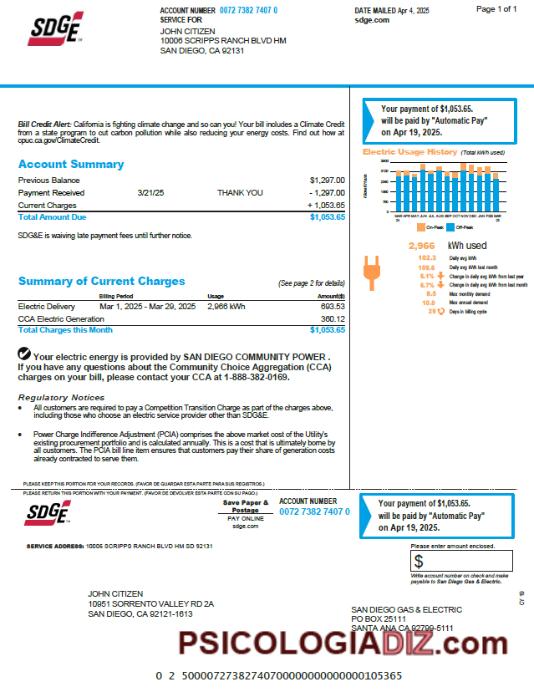 SDGE
ACCOUNT NUMBER 0072 7382 7407 0
DATE MAILED Apr 4, 2025
Page 1 of 1
SERVICE FOR
sdge.com
JOHN CITIZEN
10006 SCRIPPS RANCH BLVD HM
SAN DIEGO, CA 92131
Bill Credit Alert: California is fighting climate change and so can you! Your bill includes a Climate Credit
from a state program to cut carbon pollution while also reducing your energy costs. Find out how at
cpuc.ca.gov/ClimateCredit.
Account Summary
Previous Balance $1,297.00
Payment Received 3/21/25 THANK YOU - 1,297.00
Current Charges + 1,053.65
Total Amount Due $1,053.65
SDG&E is waiving late payment fees until further notice.
Summary of Current Charges (See page 2 for details)
Billing Period Usage Amount($)
Electric Delivery Mar 1, 2025 - Mar 29, 2025 2,966 kWh 693.53
CCA Electric Generation 360.12
Total Charges this Month $1,053.65
Your electric energy is provided by SAN DIEGO COMMUNITY POWER .
If you have any questions about the Community Choice Aggregation (CCA)
charges on your bill, please contact your CCA at 1-888-382-0169.
Regulatory Notices
• All customers are required to pay a Competition Transition Charge as part of the charges above,
including those who choose an electric service provider other than SDG&E.
• Power Charge Indifference Adjustment (PCIA) comprises the above market cost of the Utility's
existing procurement portfolio and is calculated annually. This is a cost that is ultimately borne by
all customers. The PCIA bill line item ensures that customers pay their share of generation costs
already contracted to serve them.
Your payment of $1,053.65.
will be paid by "Automatic Pay"
on Apr 19, 2025.
Electric Usage History (Total kWh used)
On-Peak Off-Peak
2,966 kWh used
Daily avg kWh
Daily avg kWh last month
Change in daily avg kWh from last year
Change in daily avg kWh from last month
Max monthly demand
Max annual demand
Days in billing cycle
PLEASE KEEP THIS PORTION FOR YOUR RECORDS. (FAVOR DE GUARDAR ESTA PARTE PARA SUS REGISTROS.)
PLEASE RETURN THIS PORTION WITH YOUR PAYMENT. (FAVOR DE DEVOLVER ESTA PARTE CON SU PAGO.)
SDGE
Save Paper &
Postage
PAY ONLINE
sdge.com
ACCOUNT NUMBER
0072 7382 7407 0
Your payment of $1,053.65.
will be paid by "Automatic Pay"
on Apr 19, 2025.
SERVICE ADDRESS: 10006 SCRIPPS RANCH BLVD HM SD 92131
Please enter amount enclosed.
$
Write account number on check and make
payable to San Diego Gas & Electric.
JOHN CITIZEN
10951 SORRENTO VALLEY RD 2A
SAN DIEGO, CA 92121-1613
CY 19
SAN DIEGO GAS & ELECTRIC
PO BOX 25111
SANTA ANA CA 92799-5111
PSICOLOGIADIZ.com
0 2 5000072738274070000000000000105365